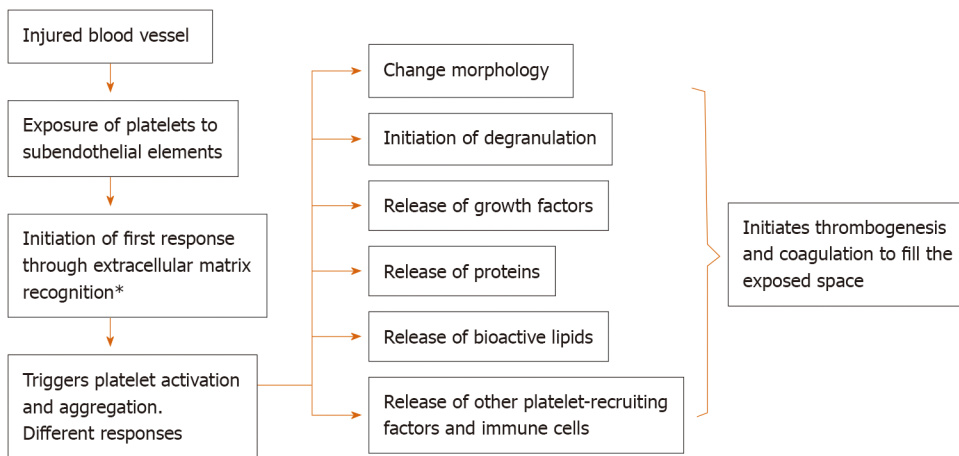 Injured blood vessel
Exposure of platelets to
subendothelial elements
Initiation of first response
through extracellular matrix
recognition*
Triggers platelet activation
and aggregation.
Different responses
Change morphology
Initiation of degranulation
Release of growth factors
Release of proteins
Release of bioactive lipids
Release of other platelet-recruiting
factors and immune cells
Initiates thrombogenesis
and coagulation to fill the
exposed space